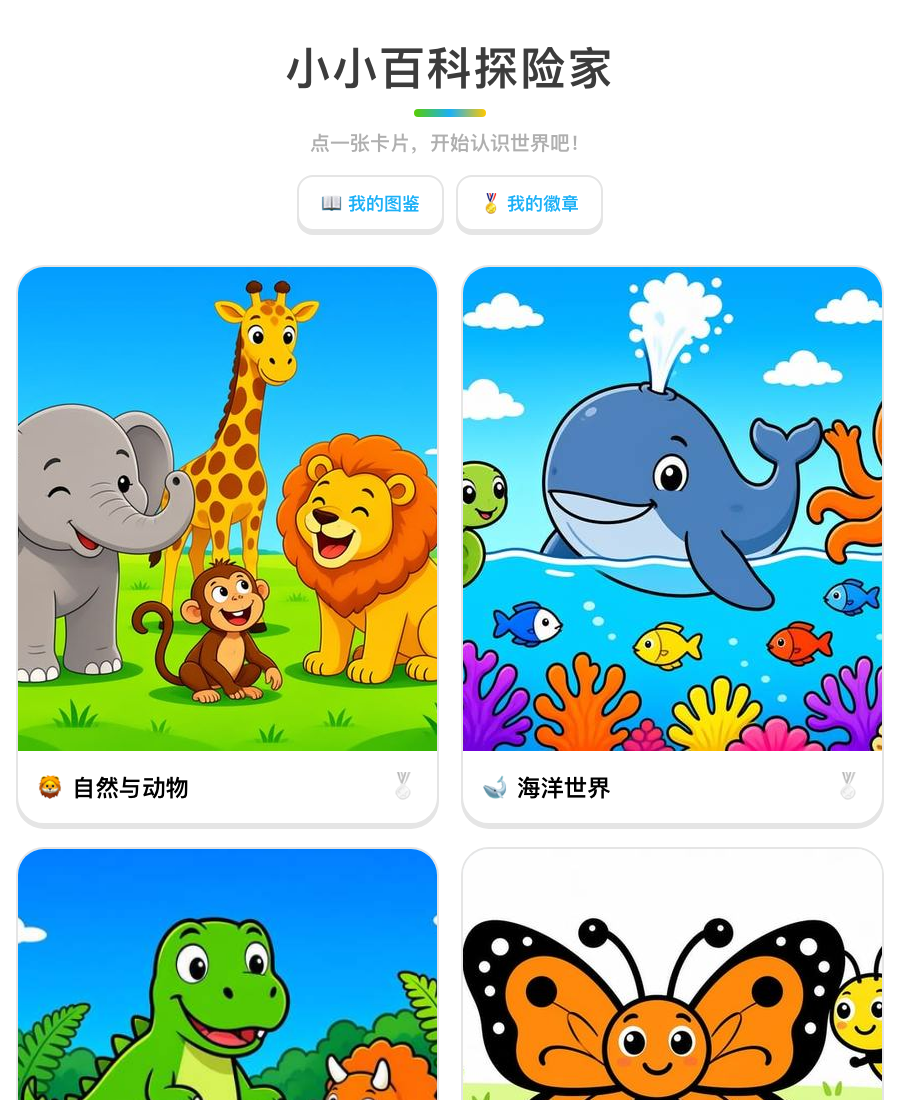 小小百科探险家
点一张卡片，开始认识世界吧！
我的图鉴
我的徽章
自然与动物
海洋世界